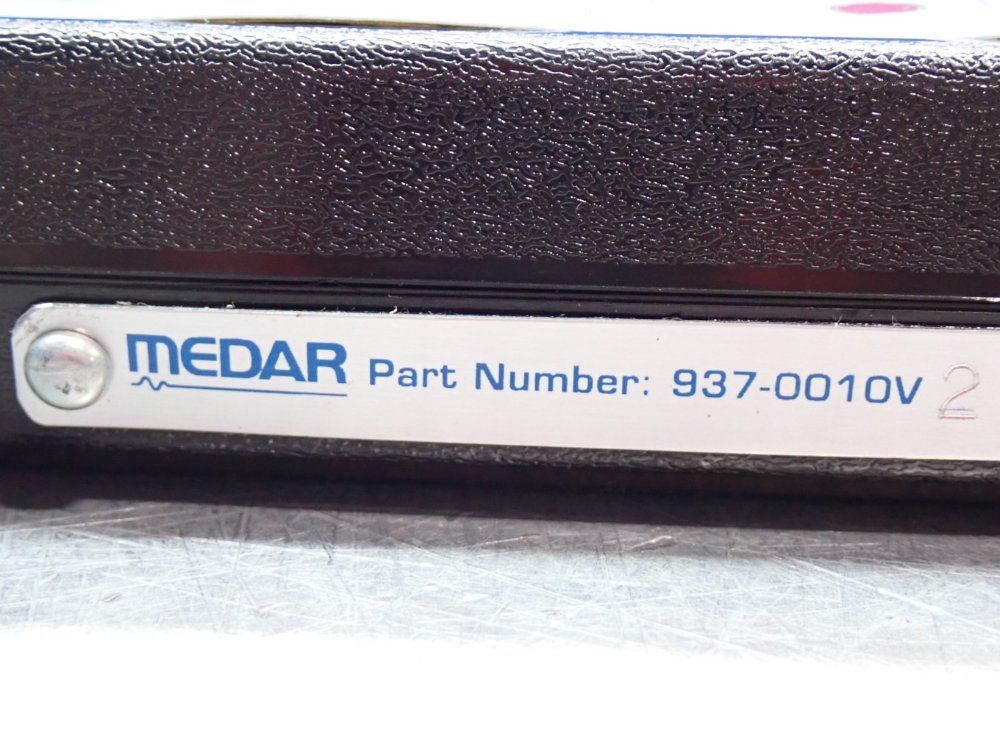 MEDAR Part Number: 937-0010V 2